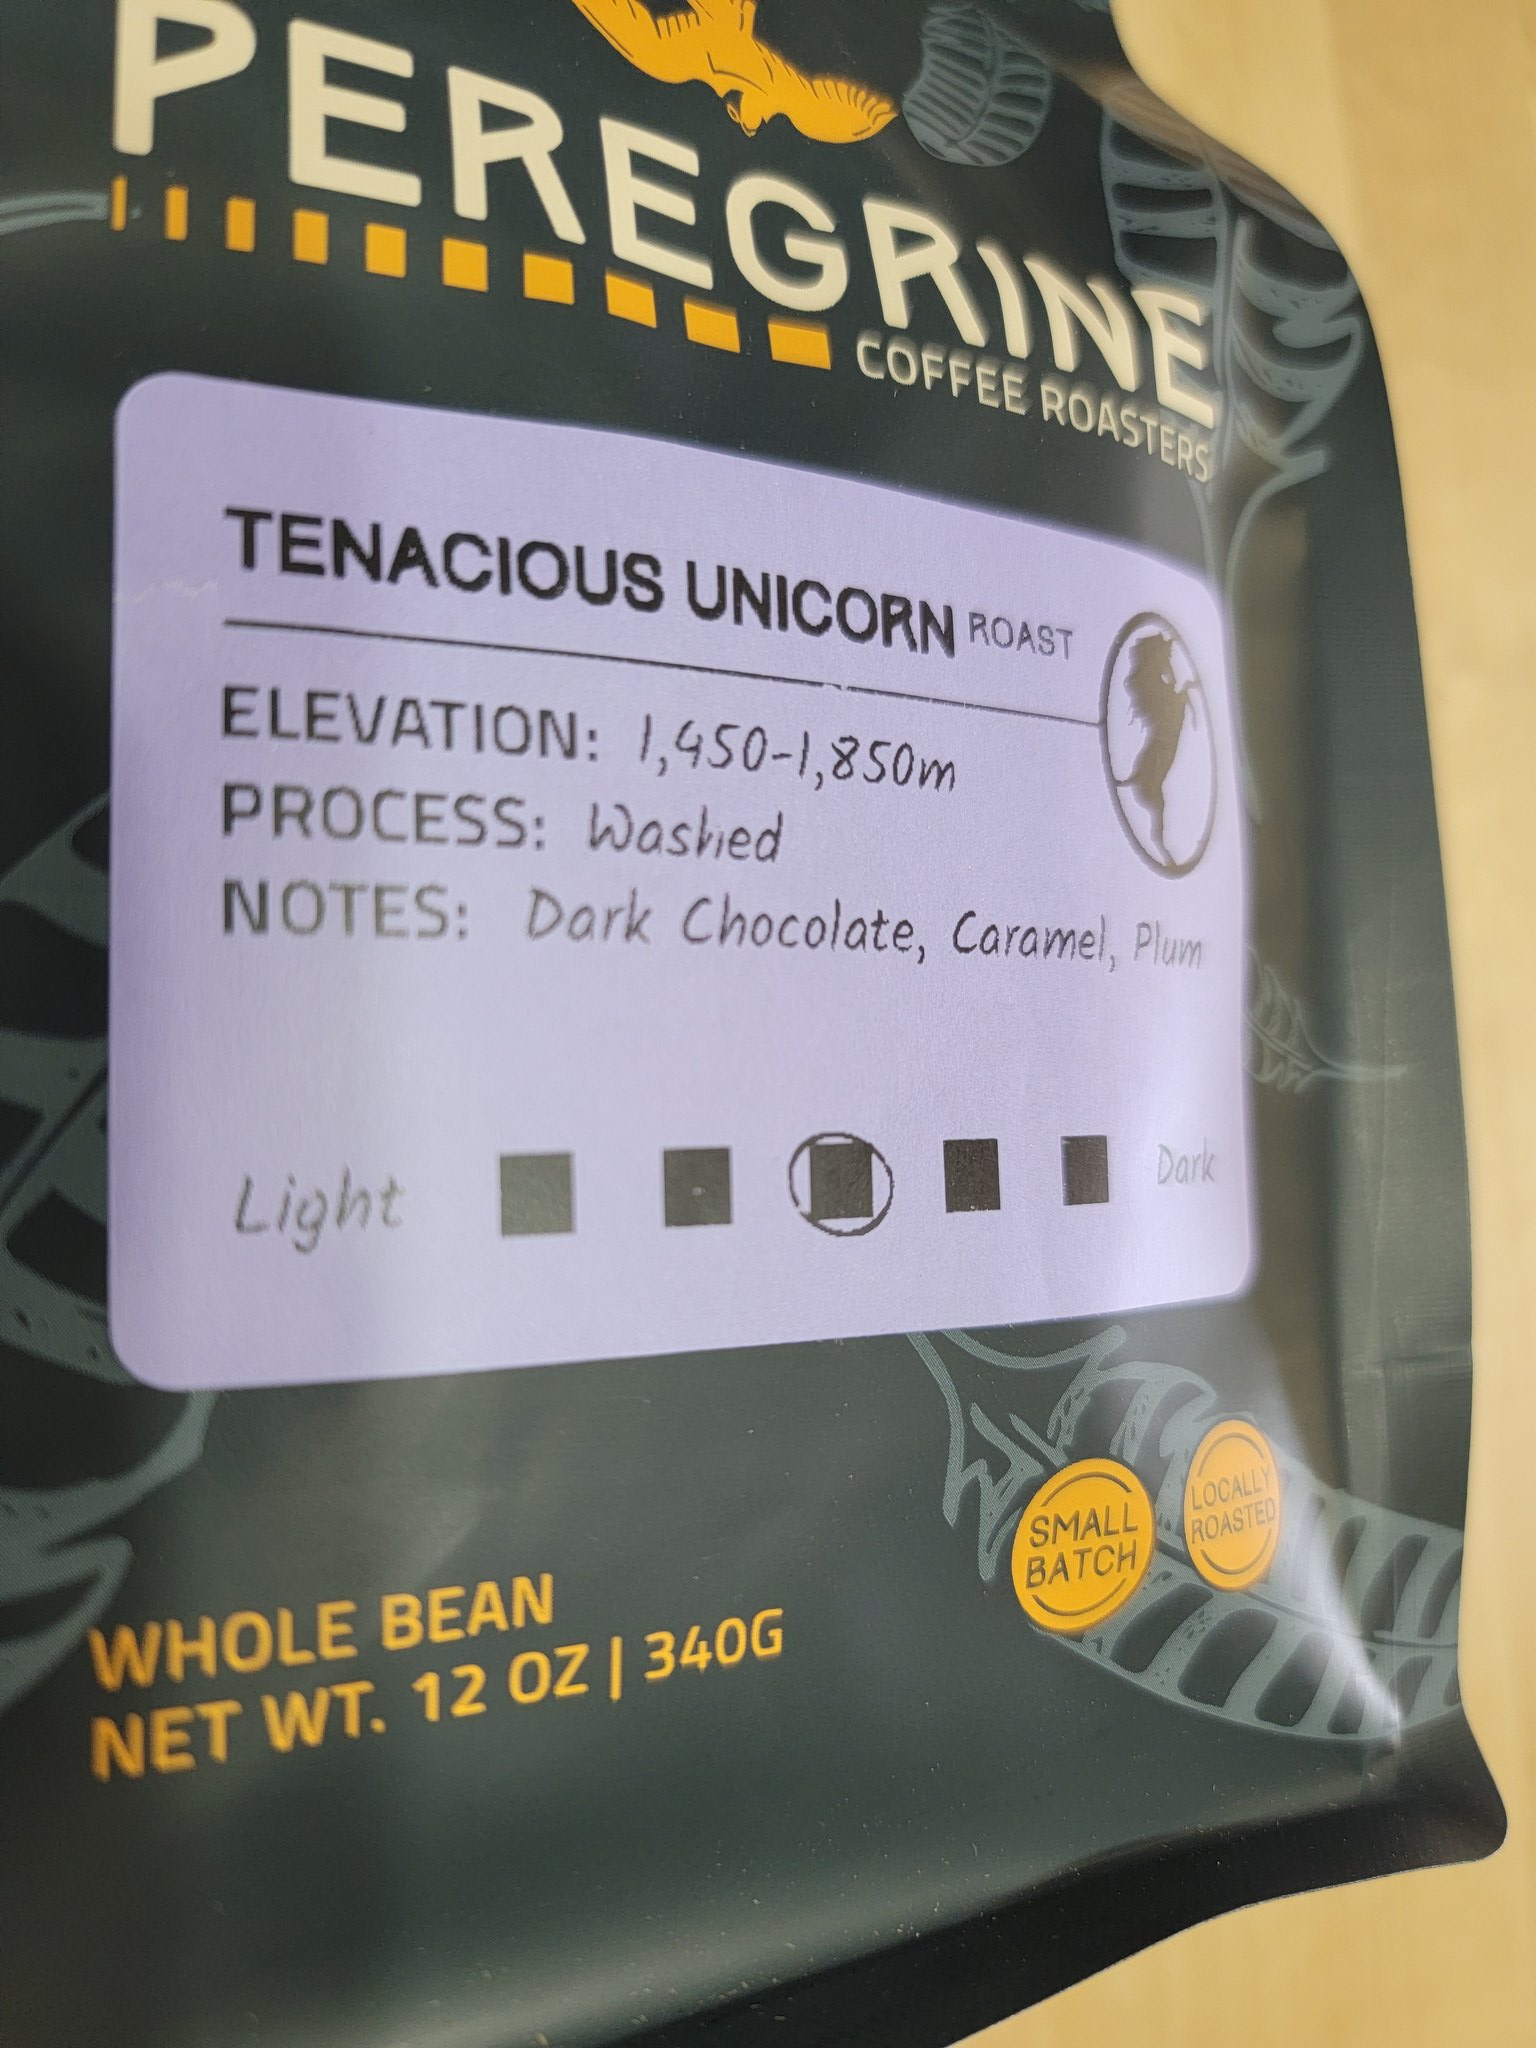 PEREGRINE
COFFEE ROASTERS
TENACIOUS UNICORN ROAST
ELEVATION: 1,450-1,850m
PROCESS: Washed
NOTES: Dark Chocolate, Caramel, Plum
Light Dark
SMALL
BATCH
LOCALLY
ROASTED
WHOLE BEAN
NET WT. 12 OZ | 340G